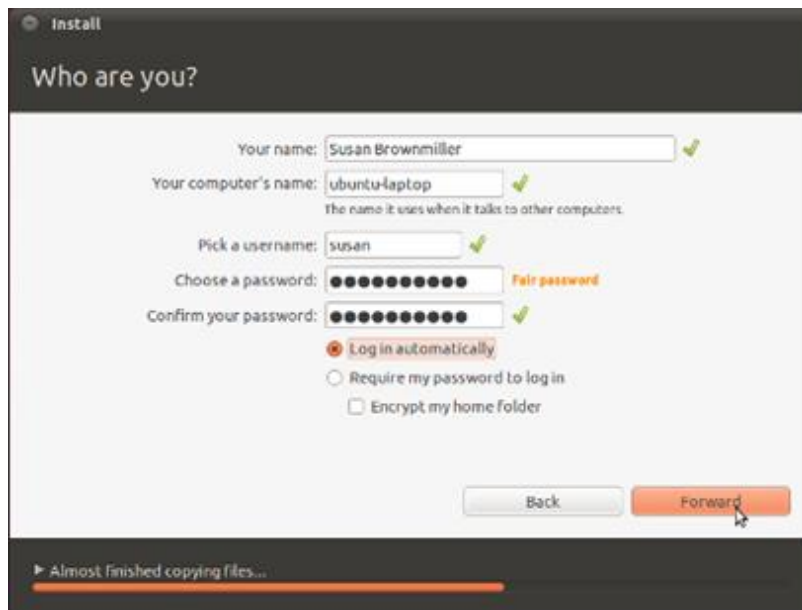 Install
Who are you?
Your name: Susan Brownmiller
Your computer's name: ubuntu-laptop
The name it uses when it talks to other computers.
Pick a username: susan
Choose a password: ●●●●●●●●●● Fair password
Confirm your password: ●●●●●●●●●●
Log in automatically
Require my password to log in
Encrypt my home folder
Back Forward
Almost finished copying files...